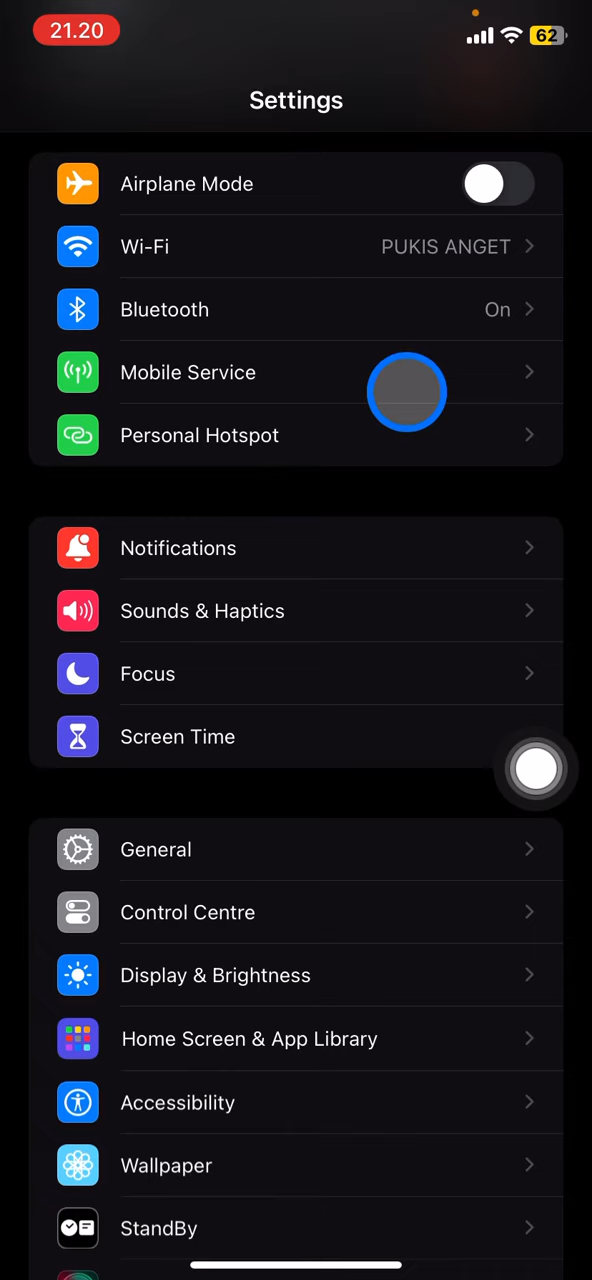 21.20
62
Settings
Airplane Mode
Wi-Fi PUKIS ANGET
Bluetooth On
Mobile Service
Personal Hotspot
Notifications
Sounds & Haptics
Focus
Screen Time
General
Control Centre
Display & Brightness
Home Screen & App Library
Accessibility
Wallpaper
StandBy